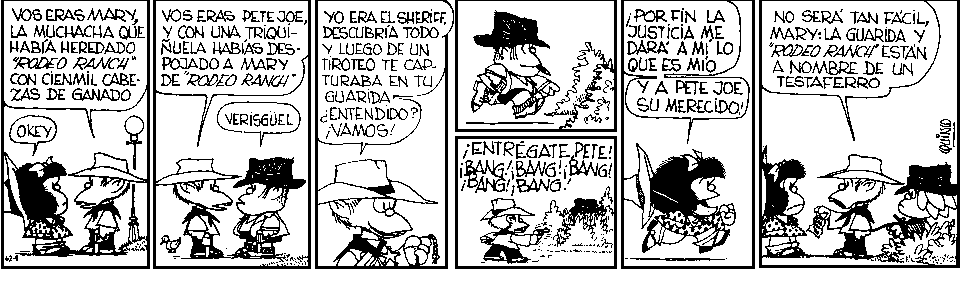 VOS ERAS MARY,
LA MUCHACHA QUE
HABÍA HEREDADO
"RODEO RANCH"
CON CIENMIL CABE-
ZAS DE GANADO
OKEY
VOS ERAS PETE JOE,
Y CON UNA TRIQUI-
ÑUELA HABÍAS DES-
POJADO A MARY
DE "RODEO RANCH"
VERISGÜEL
YO ERA EL SHERIFF,
DESCUBRÍA TODO
Y LUEGO DE UN
TIROTEO TE CAP-
TURABA EN TU
GUARIDA
¿ENTENDIDO?
¡VAMOS!
¡ENTRÉGATE, PETE!
¡BANG! ¡BANG! ¡BANG!
¡BANG! ¡BANG!
¡POR FÍN LA
JUSTICIA ME
DARÁ A MÍ LO
QUE ES MÍO
Y A PETE JOE
SU MERECIDO!
NO SERÁ TAN FÁCIL,
MARY: LA GUARIDA Y
"RODEO RANCH" ESTÁN
A NOMBRE DE UN
TESTAFERRO
QUINO